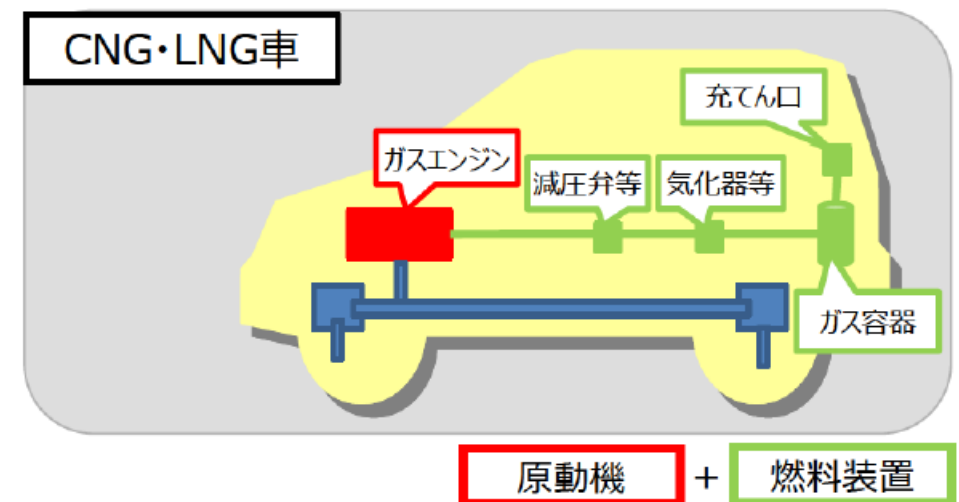 CNG・LNG車
充てん口
ガスエンジン
減圧弁等
気化器等
ガス容器
原動機 + 燃料装置